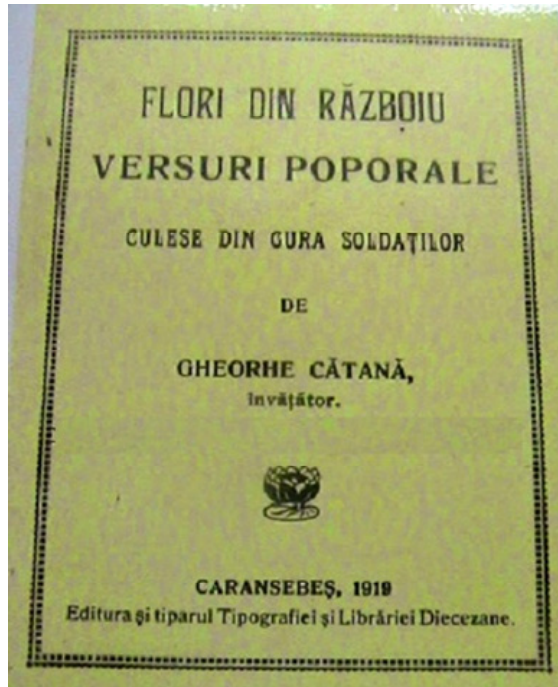 FLORI DIN RĂZBOIU
VERSURI POPORALE
CULESE DIN GURA SOLDAȚILOR
DE
GHEORHE CĂTANĂ,
învățător.
CARANSEBEȘ, 1919
Editura și tiparul Tipografiei și Librăriei Diecezane.